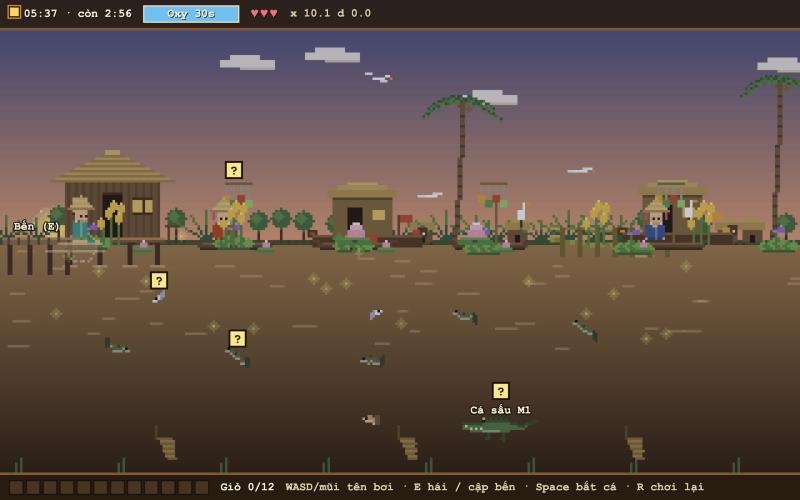 05:37 · còn 2:56 Oxy 30s x 10.1 d 0.0
?
Bến (E)
?
?
?
Cá sấu M1
Giỏ 0/12 WASD/mũi tên bơi · E hái / cập bến · Space bắt cá · R chơi lại